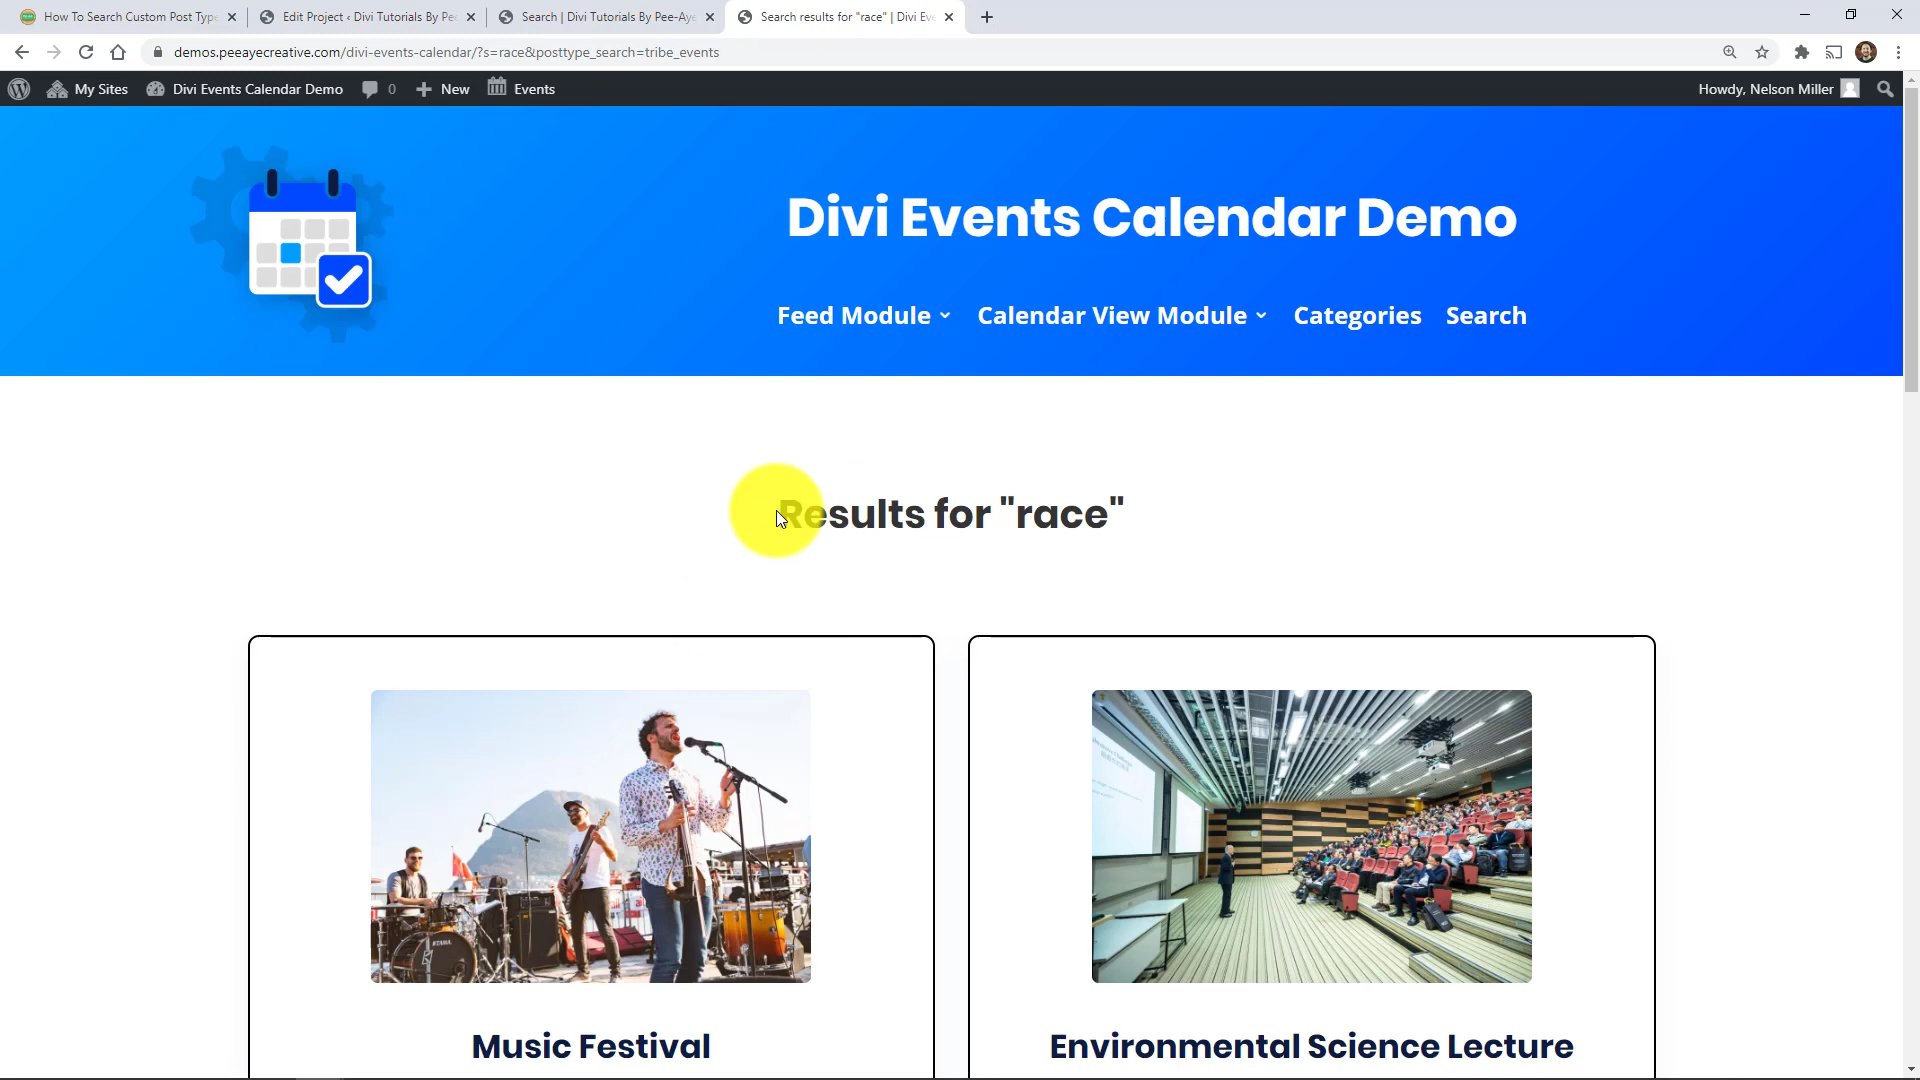 How To Search Custom Post Type
Edit Project ‹ Divi Tutorials By Pe
Search | Divi Tutorials By Pee-Aye
Search results for "race" | Divi Eve
demos.peeayecreative.com/divi-events-calendar/?s=race&posttype_search=tribe_events
My Sites
Divi Events Calendar Demo
0
New
Events
Howdy, Nelson Miller
Divi Events Calendar Demo
Feed Module
Calendar View Module
Categories
Search
Results for "race"
Music Festival
Environmental Science Lecture